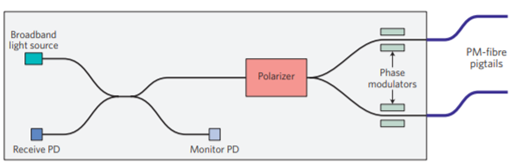 Broadband
light source
Polarizer
Phase
modulators
PM-fibre
pigtails
Receive PD
Monitor PD